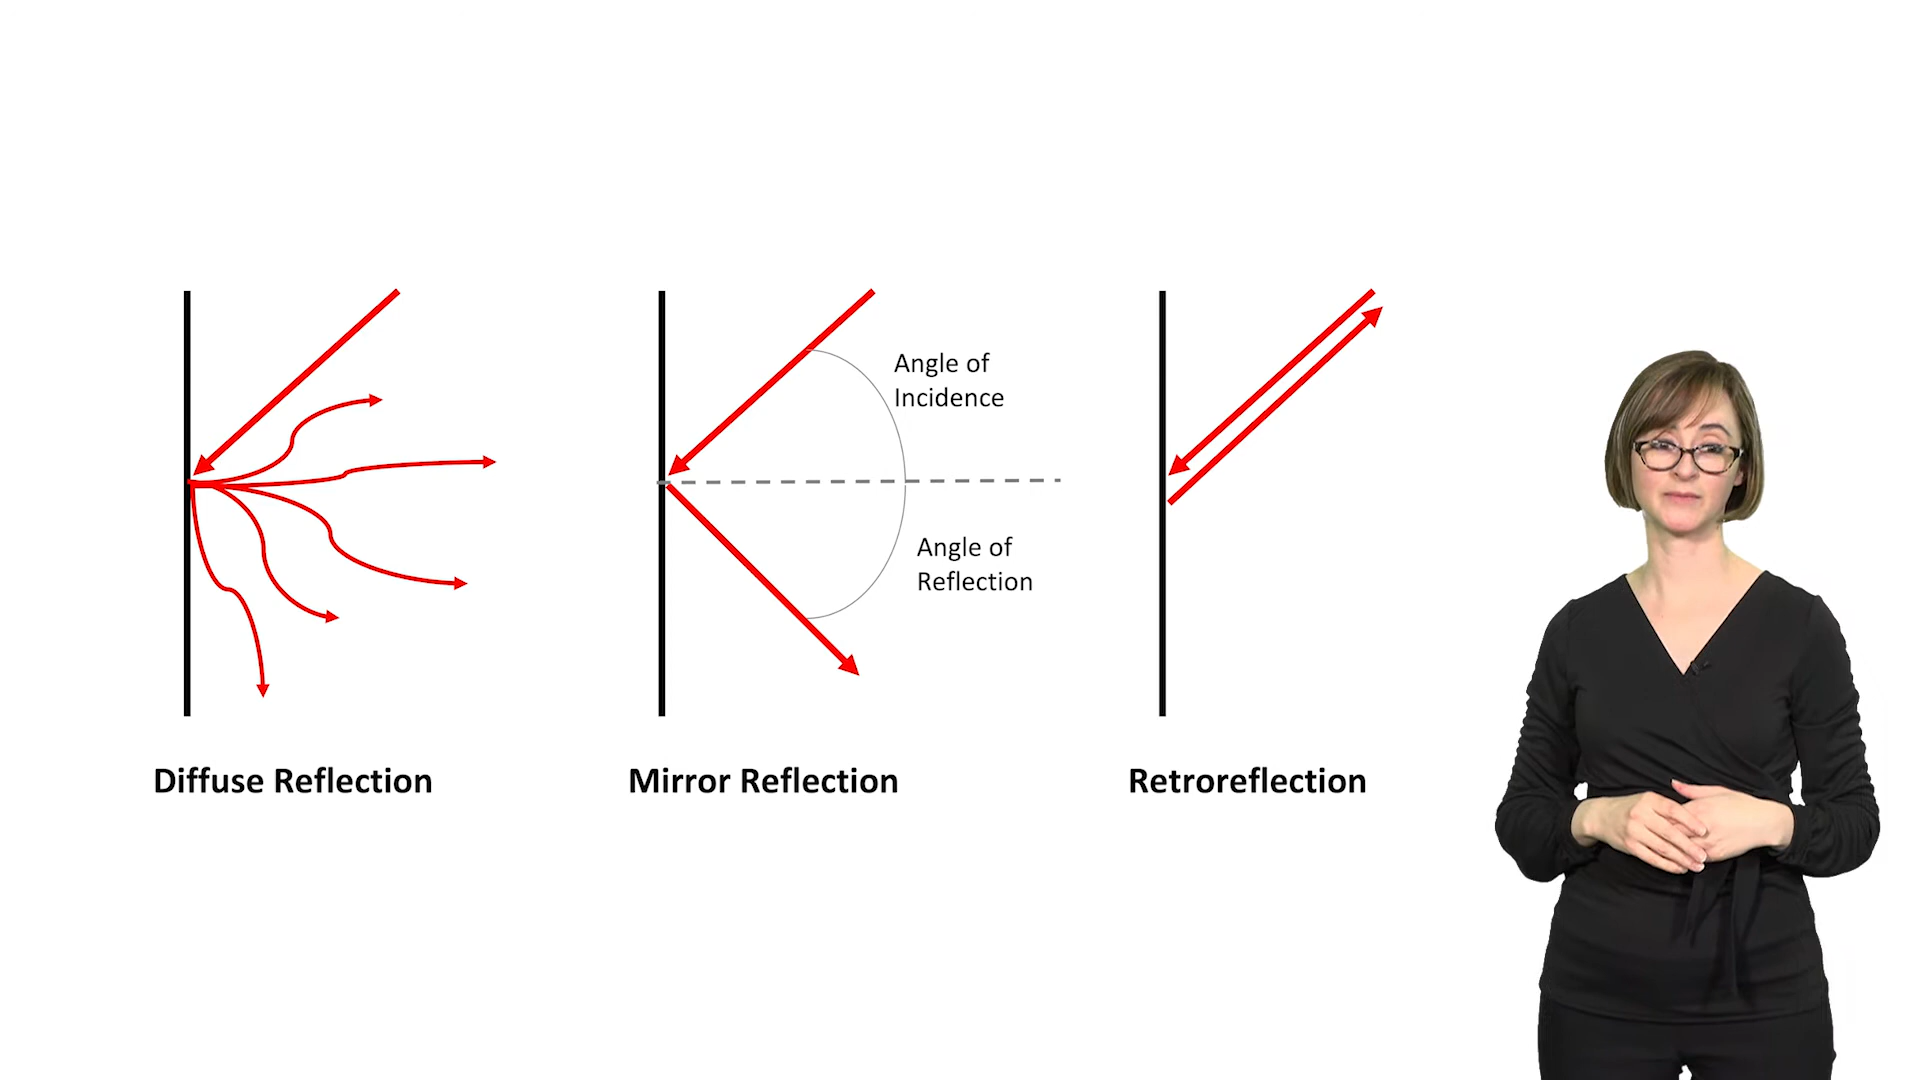 Angle of
Incidence
Angle of
Reflection
Diffuse Reflection
Mirror Reflection
Retroreflection